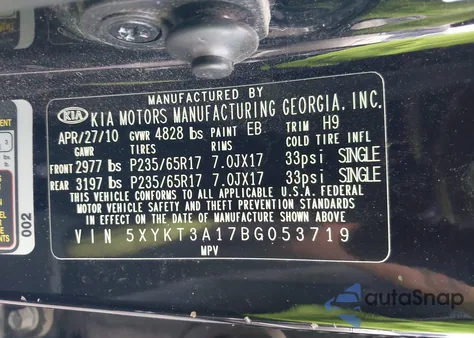 MANUFACTURED BY
KIA KIA MOTORS MANUFACTURING GEORGIA, INC.
APR/27/10 GVWR 4828 lbs PAINT EB TRIM H9
GAWR TIRES RIMS COLD TIRE INFL
FRONT 2977 lbs P235/65R17 7.0JX17 33psi SINGLE
REAR 3197 lbs P235/65R17 7.0JX17 33psi SINGLE
THIS VEHICLE CONFORMS TO ALL APPLICABLE U.S.A. FEDERAL
MOTOR VEHICLE SAFETY AND THEFT PREVENTION STANDARDS
IN EFFECT ON THE DATE OF MANUFACTURE SHOWN ABOVE
VIN 5XYKT3A17BG053719
MPV
002
autoSnap